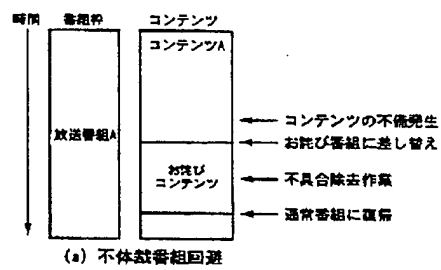 時間 番組枠 コンテンツ
コンテンツA
放送番組A
コンテンツの不備発生
お詫び番組に差し替え
お詫び
コンテンツ
不具合除去作業
通常番組に復帰
(a) 不体裁番組回避